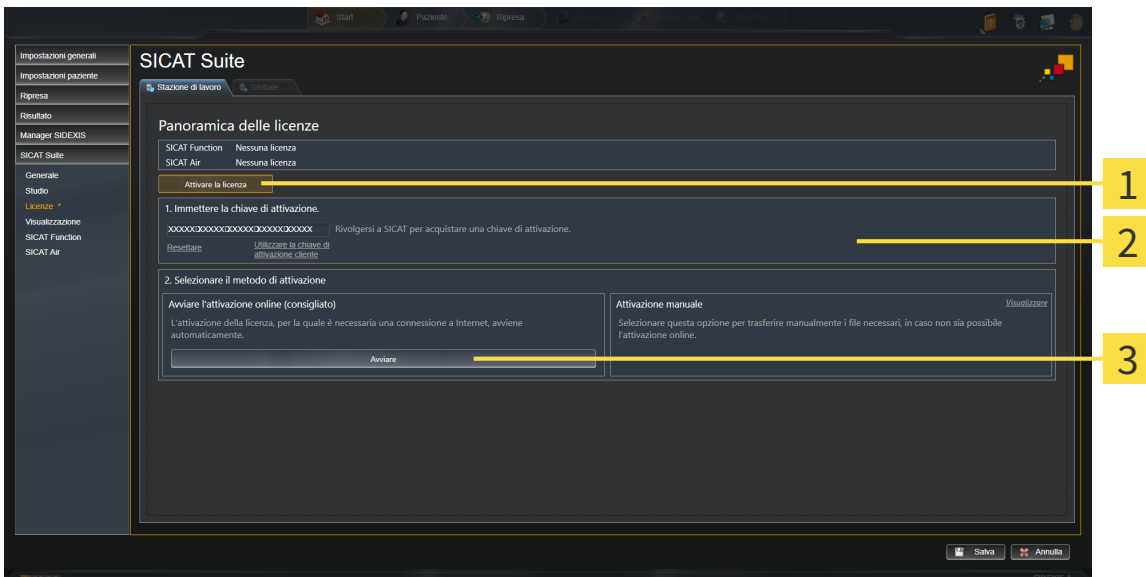 Start Paziente Ripresa
Impostazioni generali
Impostazioni paziente
Ripresa
Risultato
Manager SIDEXIS
SICAT Suite
Generale
Studio
Licenze *
Visualizzazione
SICAT Function
SICAT Air
SICAT Suite
Stazione di lavoro Globale
Panoramica delle licenze
SICAT Function Nessuna licenza
SICAT Air Nessuna licenza
Attivare la licenza
1. Immettere la chiave di attivazione.
Rivolgersi a SICAT per acquistare una chiave di attivazione.
Resettare
Utilizzare la chiave di
attivazione cliente
2. Selezionare il metodo di attivazione
Avviare l'attivazione online (consigliato)
L'attivazione della licenza, per la quale è necessaria una connessione a Internet, avviene
automaticamente.
Avviare
Attivazione manuale Visualizzare
Selezionare questa opzione per trasferire manualmente i file necessari, in caso non sia possibile
l'attivazione online.
Salva Annulla
1
2
3